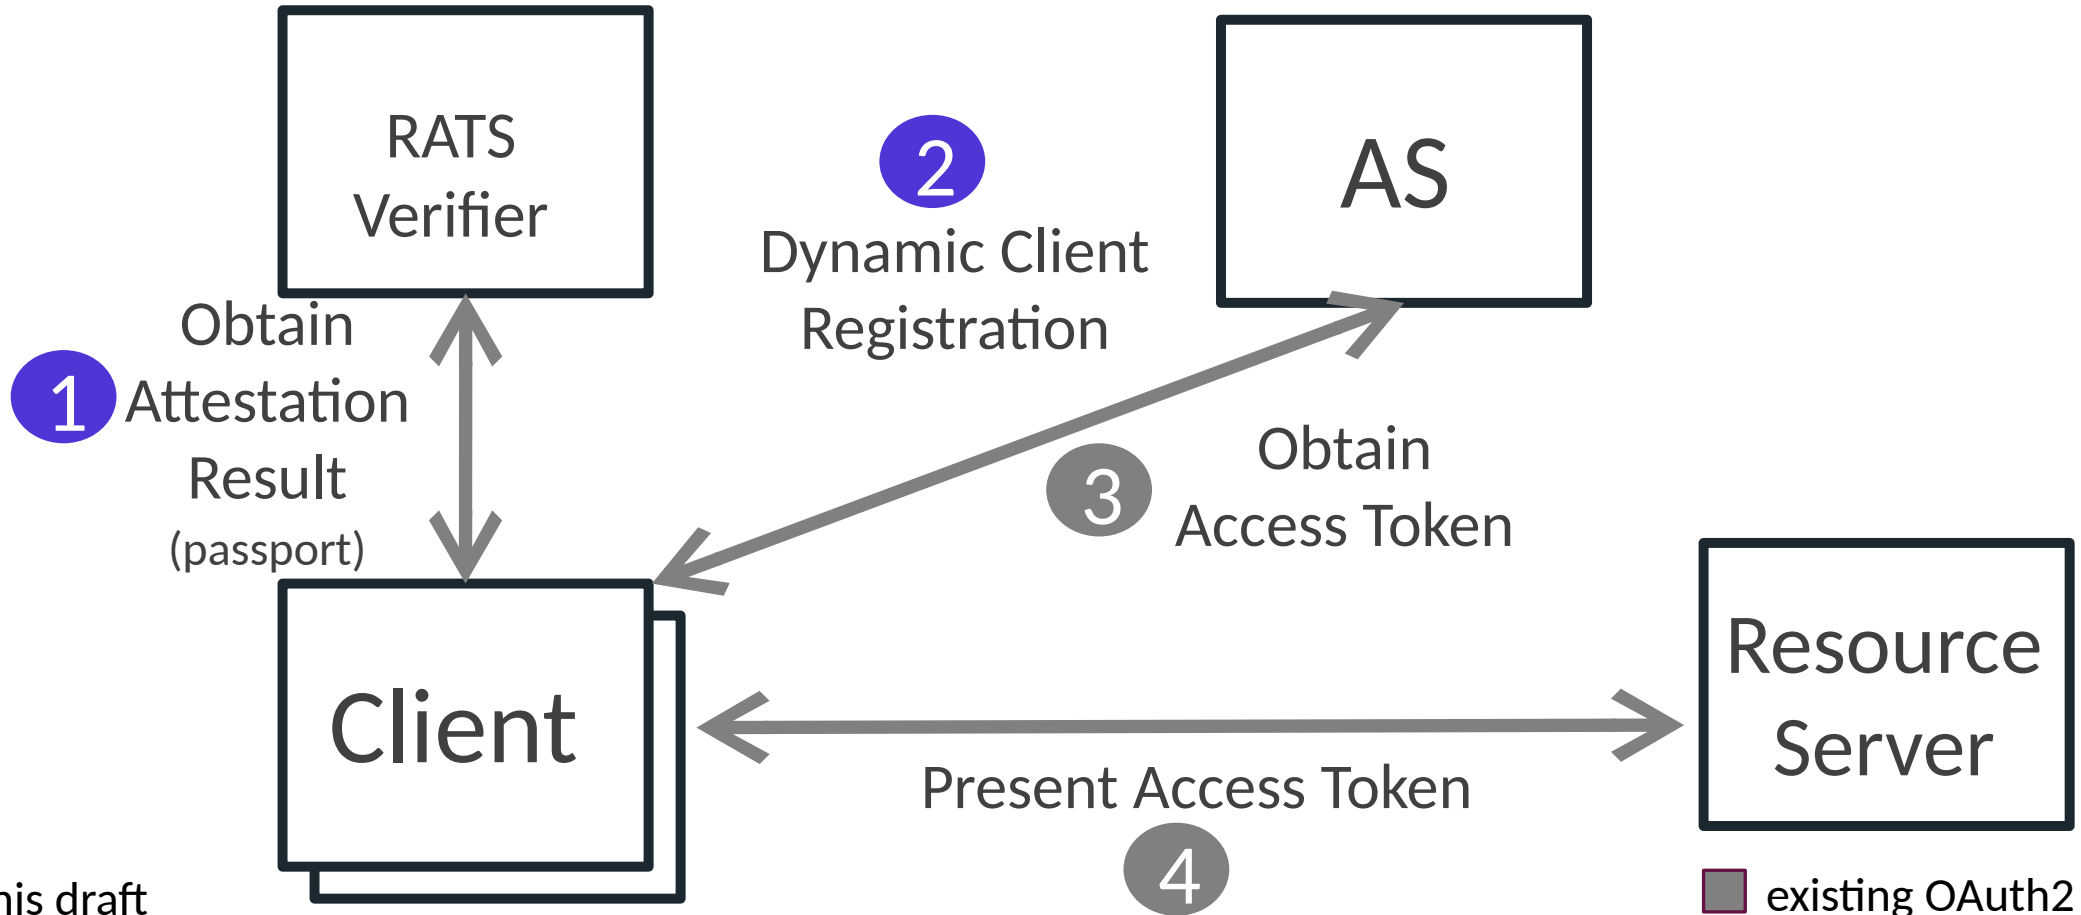 RATS
Verifier
2
Dynamic Client
Registration
AS
1
Obtain
Attestation
Result
(passport)
3
Obtain
Access Token
Client
Resource
Server
Present Access Token
4
draft
existing OAuth2